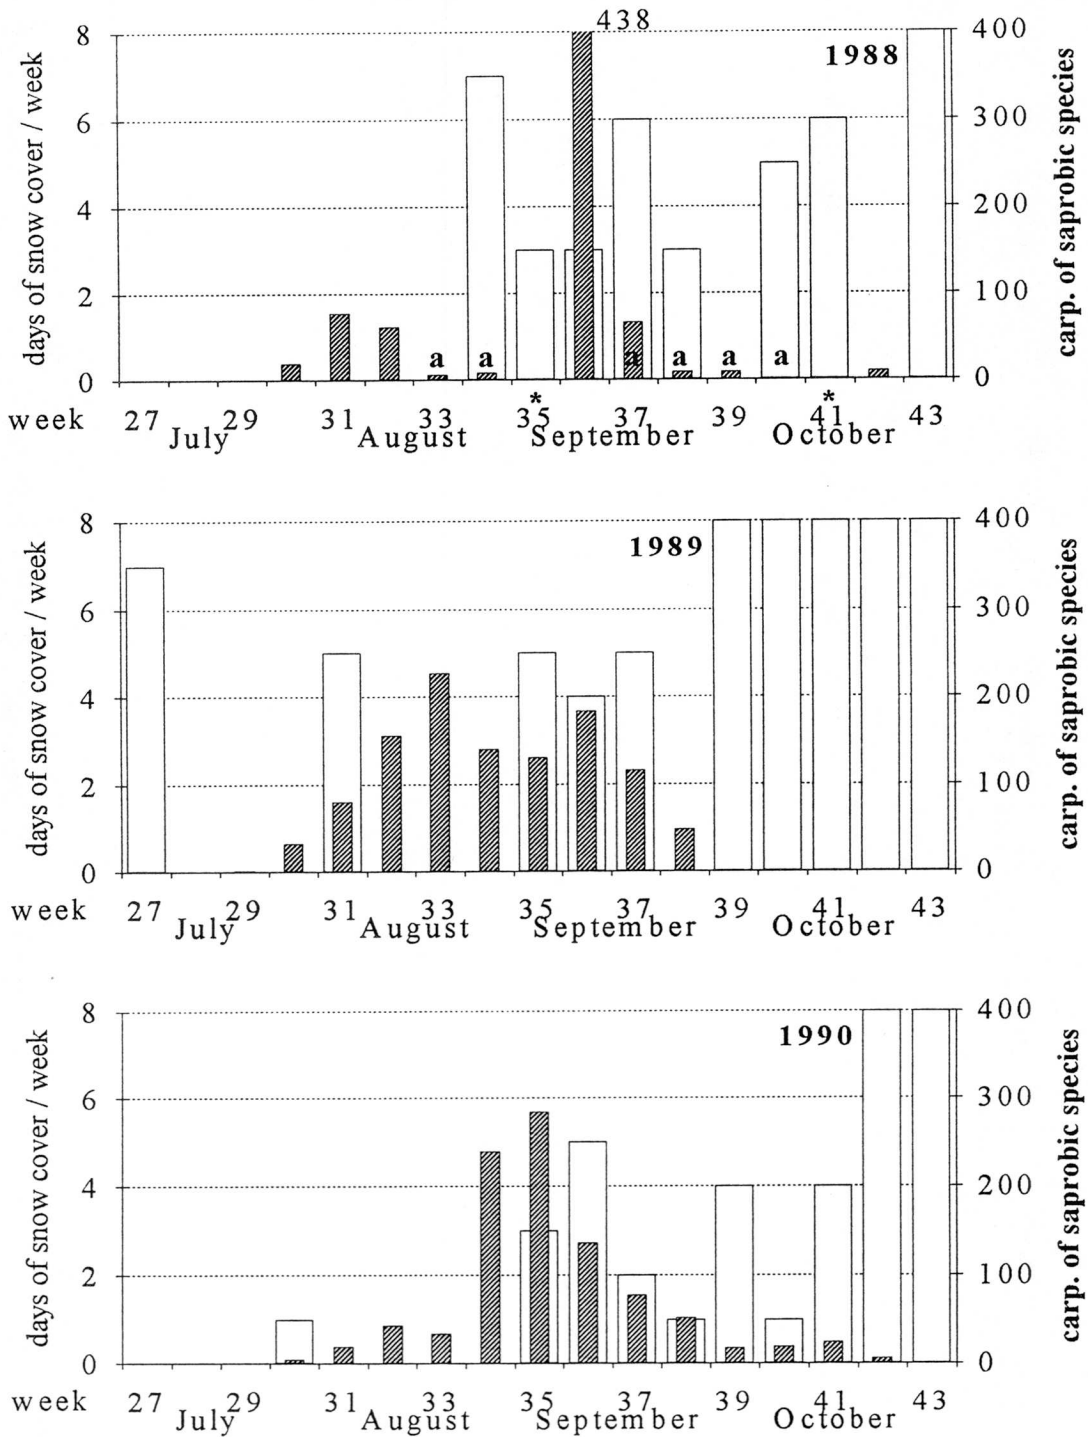 438
1988
8
6
4
2
0
400
300
200
100
0
days of snow cover / week
carp. of saprobic species
a a a a a a
* *
week 27 29 31 33 35 37 39 41 43
July August September October
1989
8
6
4
2
0
400
300
200
100
0
days of snow cover / week
carp. of saprobic species
week 27 29 31 33 35 37 39 41 43
July August September October
1990
8
6
4
2
0
400
300
200
100
0
days of snow cover / week
carp. of saprobic species
week 27 29 31 33 35 37 39 41 43
July August September October